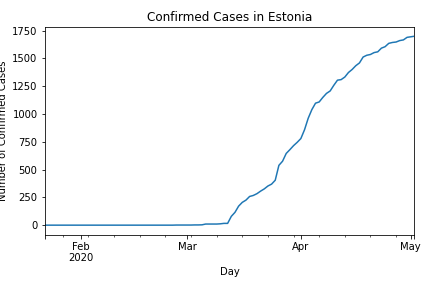 Confirmed Cases in Estonia
Number of Confirmed Cases
1750
1500
1250
1000
750
500
250
0
Feb
2020
Mar
Apr
May
Day